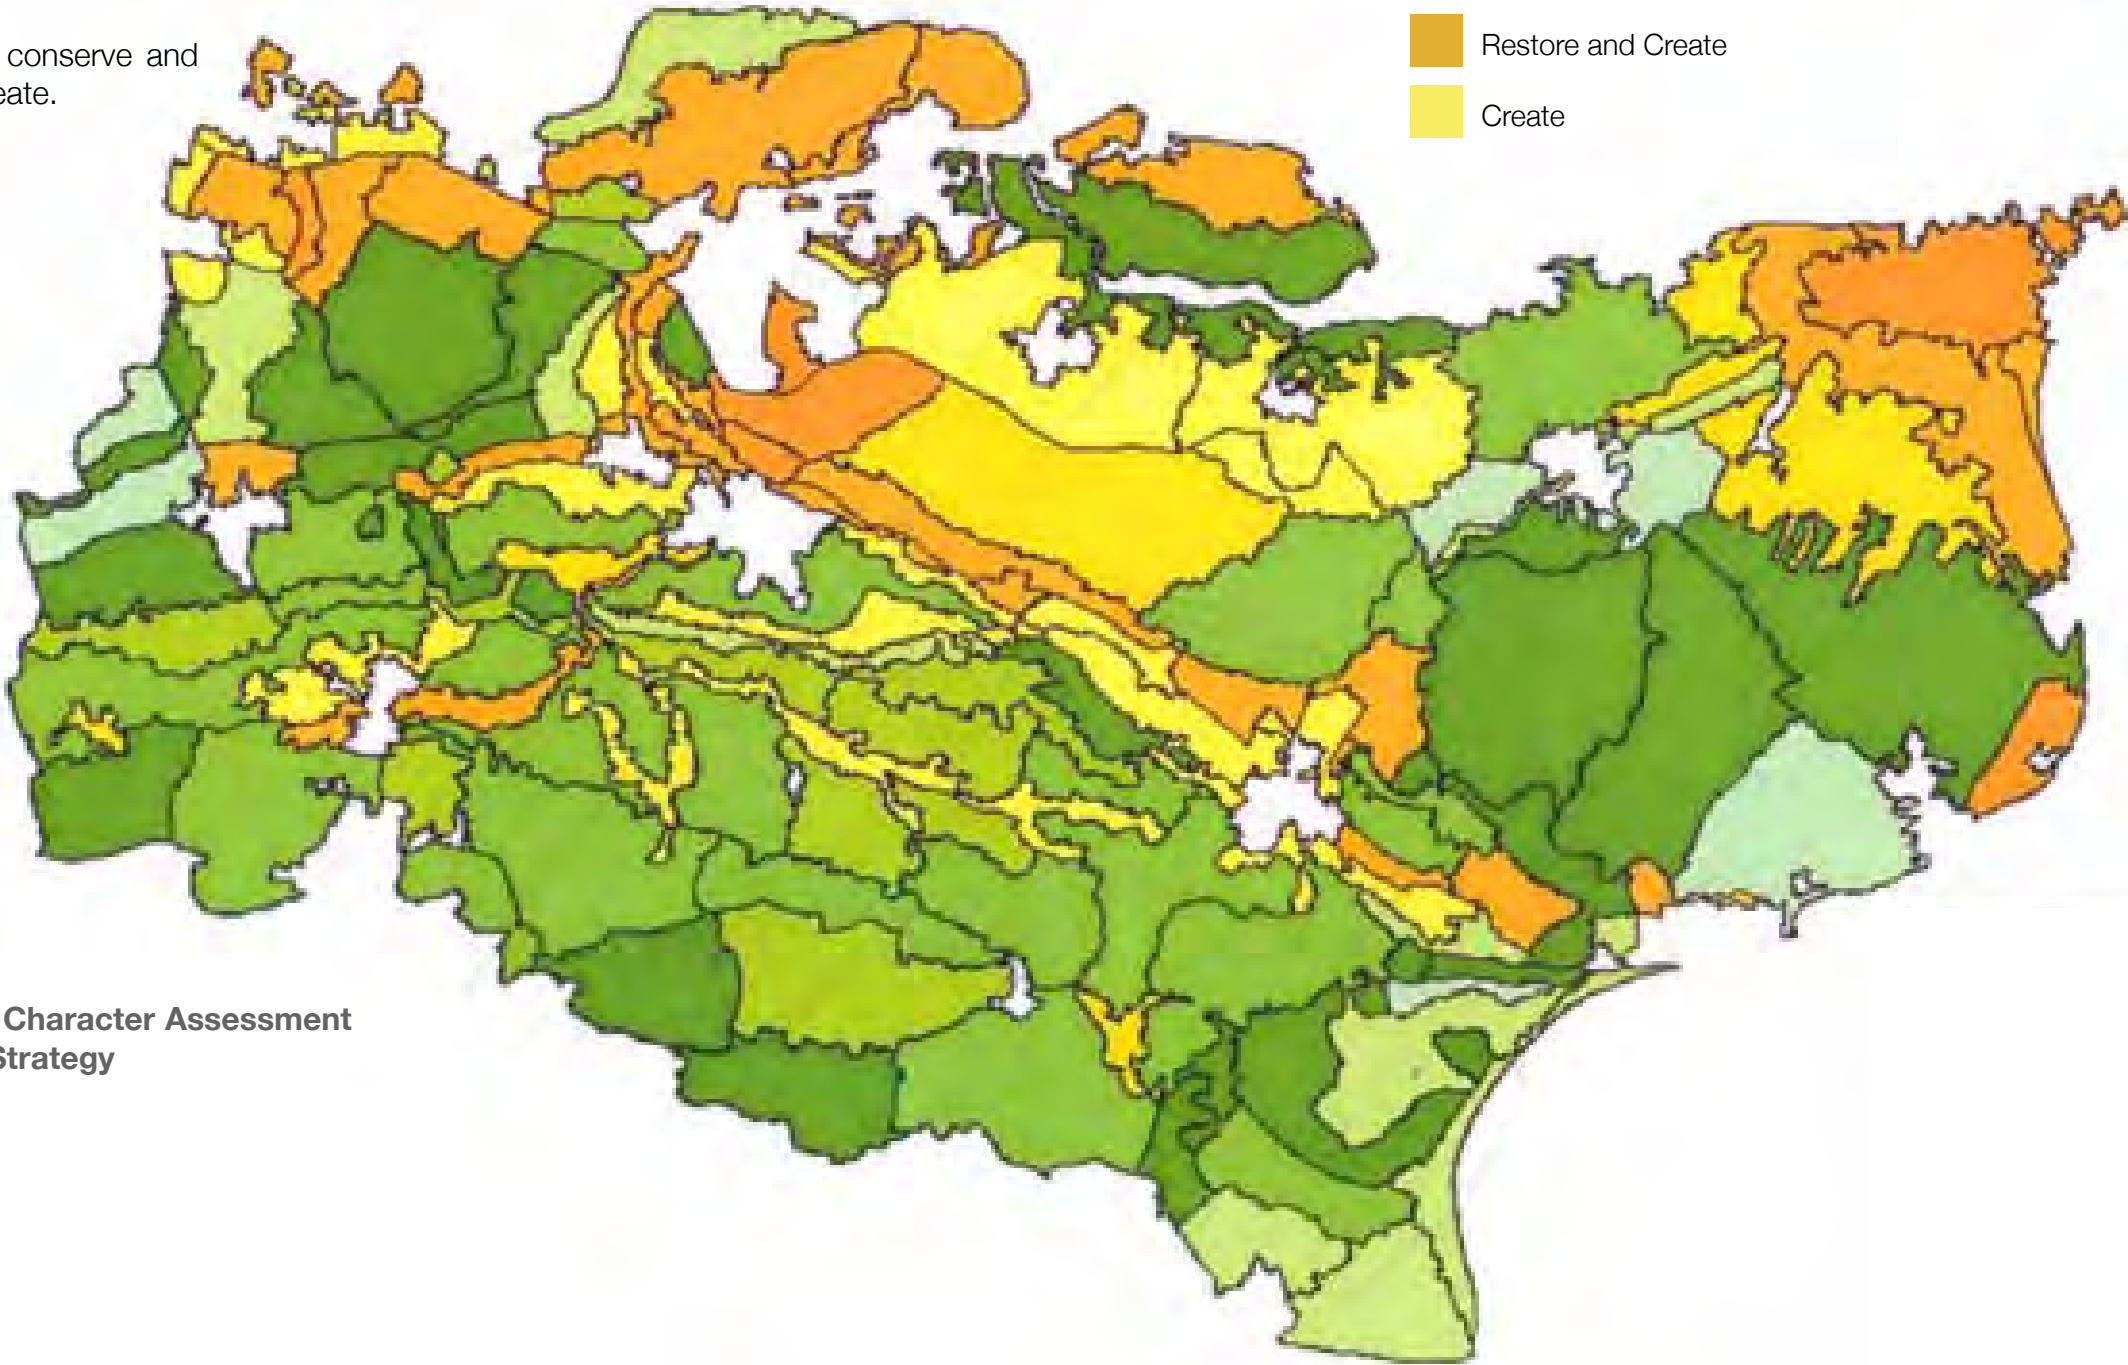 conserve and
eate.
Restore and Create
Create
Character Assessment
Strategy